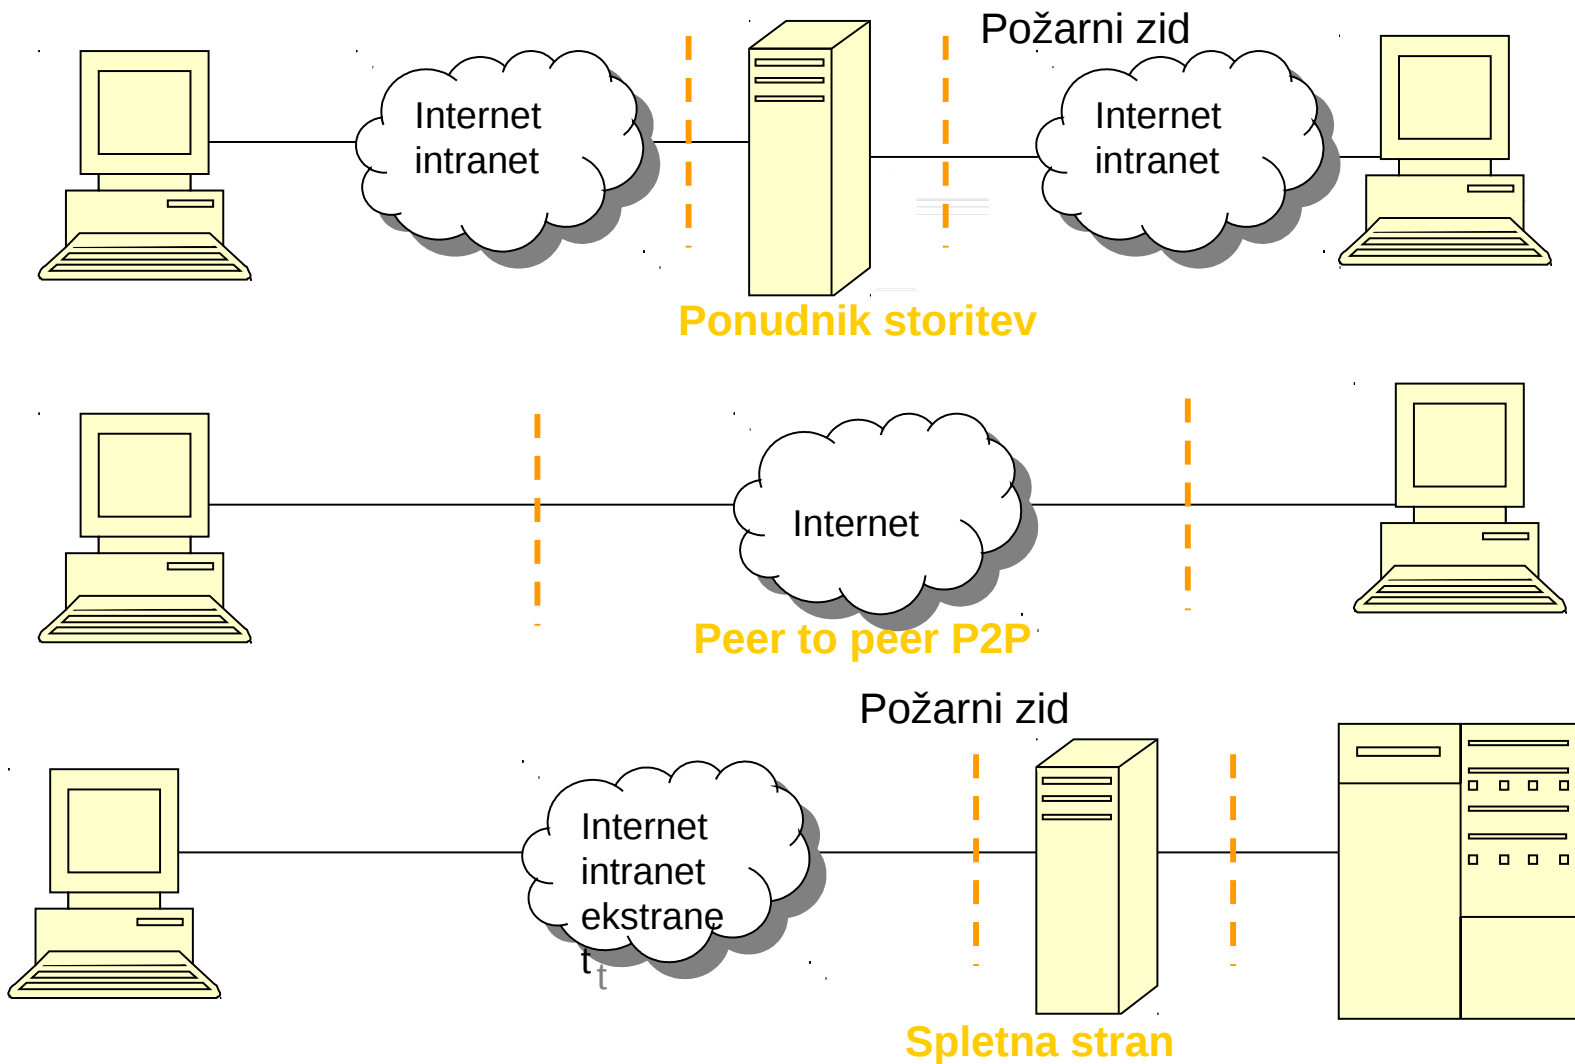 Požarni zid
Internet
intranet
Internet
intranet
Ponudnik storitev
Internet
Peer to peer P2P
Požarni zid
Internet
intranet
ekstrane
t
t
Spletna stran